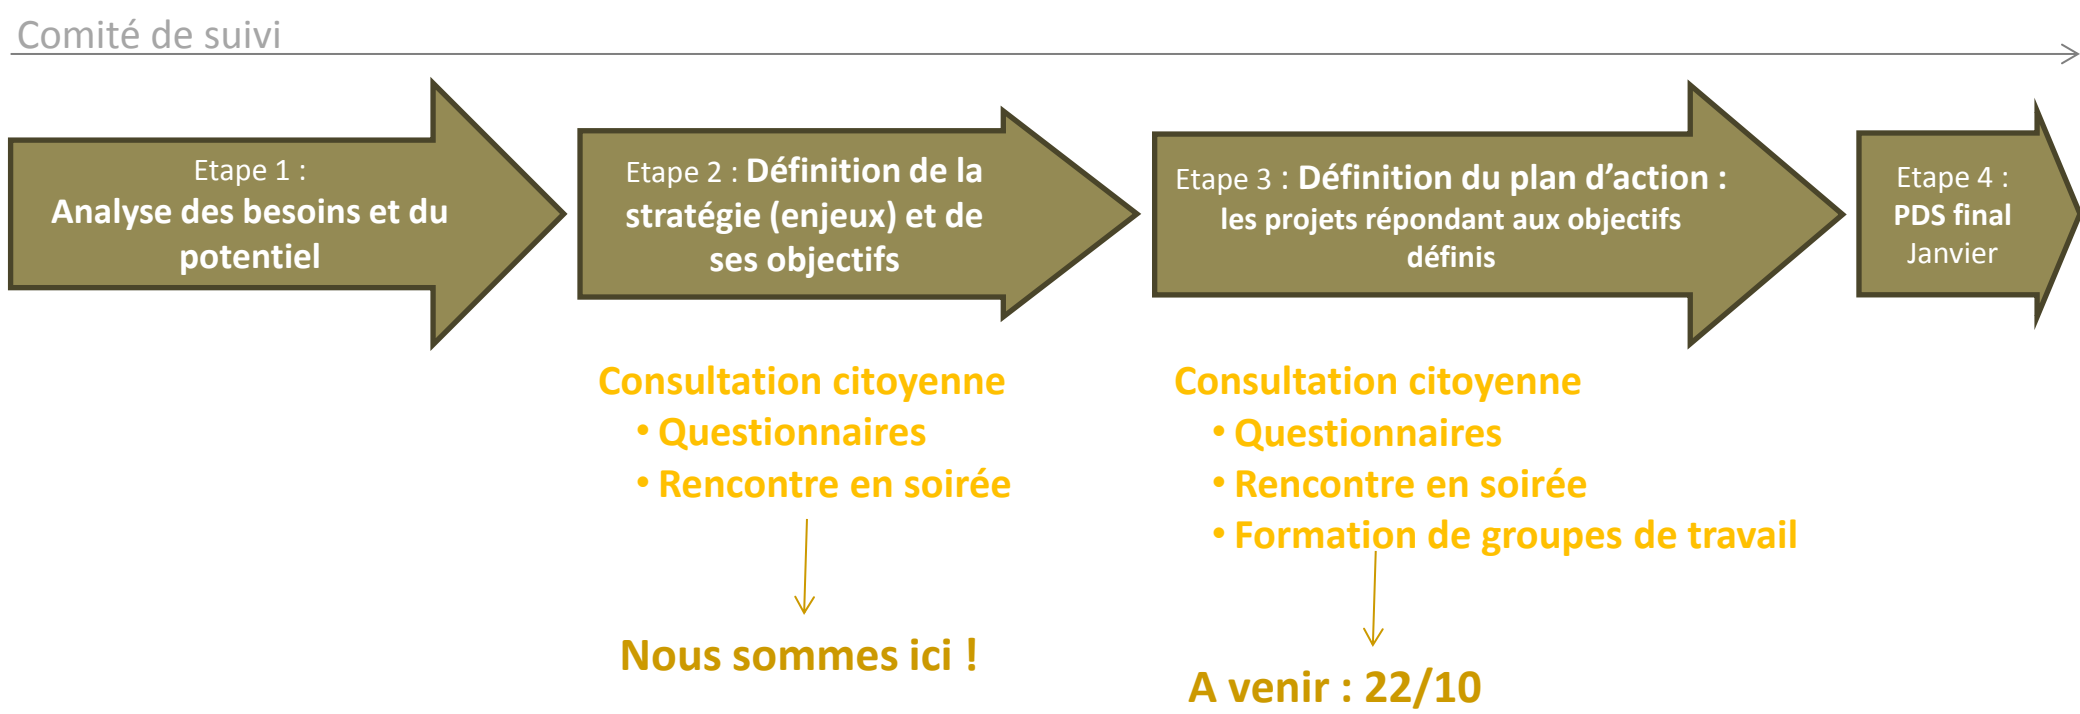 Comité de suivi
Etape 1 :
Analyse des besoins et du
potentiel
Etape 2 : Définition de la
stratégie (enjeux) et de
ses objectifs
Etape 3 : Définition du plan d’action :
les projets répondant aux objectifs
définis
Etape 4 :
PDS final
Janvier
Consultation citoyenne
• Questionnaires
• Rencontre en soirée
Nous sommes ici !
Consultation citoyenne
• Questionnaires
• Rencontre en soirée
• Formation de groupes de travail
A venir : 22/10